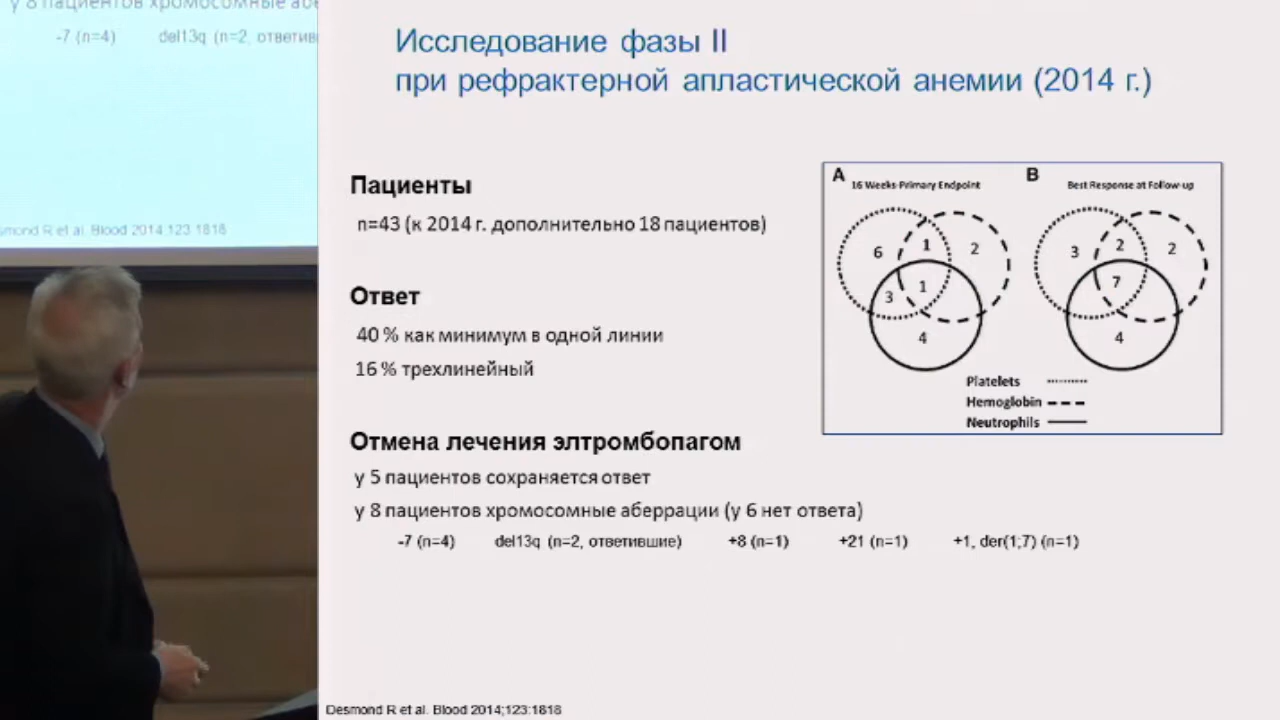 у 8 пациентов хромосомные
-7 (n=4) del13q (n=2,
mond R et al. Blood 2014 123:1818
Исследование фазы II
при рефрактерной апластической анемии (2014 г.)
Пациенты
n=43 (к 2014 г. дополнительно 18 пациентов)
Ответ
40 % как минимум в одной линии
16 % трехлинейный
Отмена лечения элтромбопагом
у 5 пациентов сохраняется ответ
у 8 пациентов хромосомные аберрации (у 6 нет ответа)
-7 (n=4) del13q (n=2, ответившие) +8 (n=1) +21 (n=1) +1, der(1;7) (n=1)
A 16 Weeks-Primary Endpoint
6 1 2
3 1
4
B Best Response at Follow-up
3 2 2
7
4
Platelets
Hemoglobin
Neutrophils
Desmond R et al. Blood 2014;123:1818